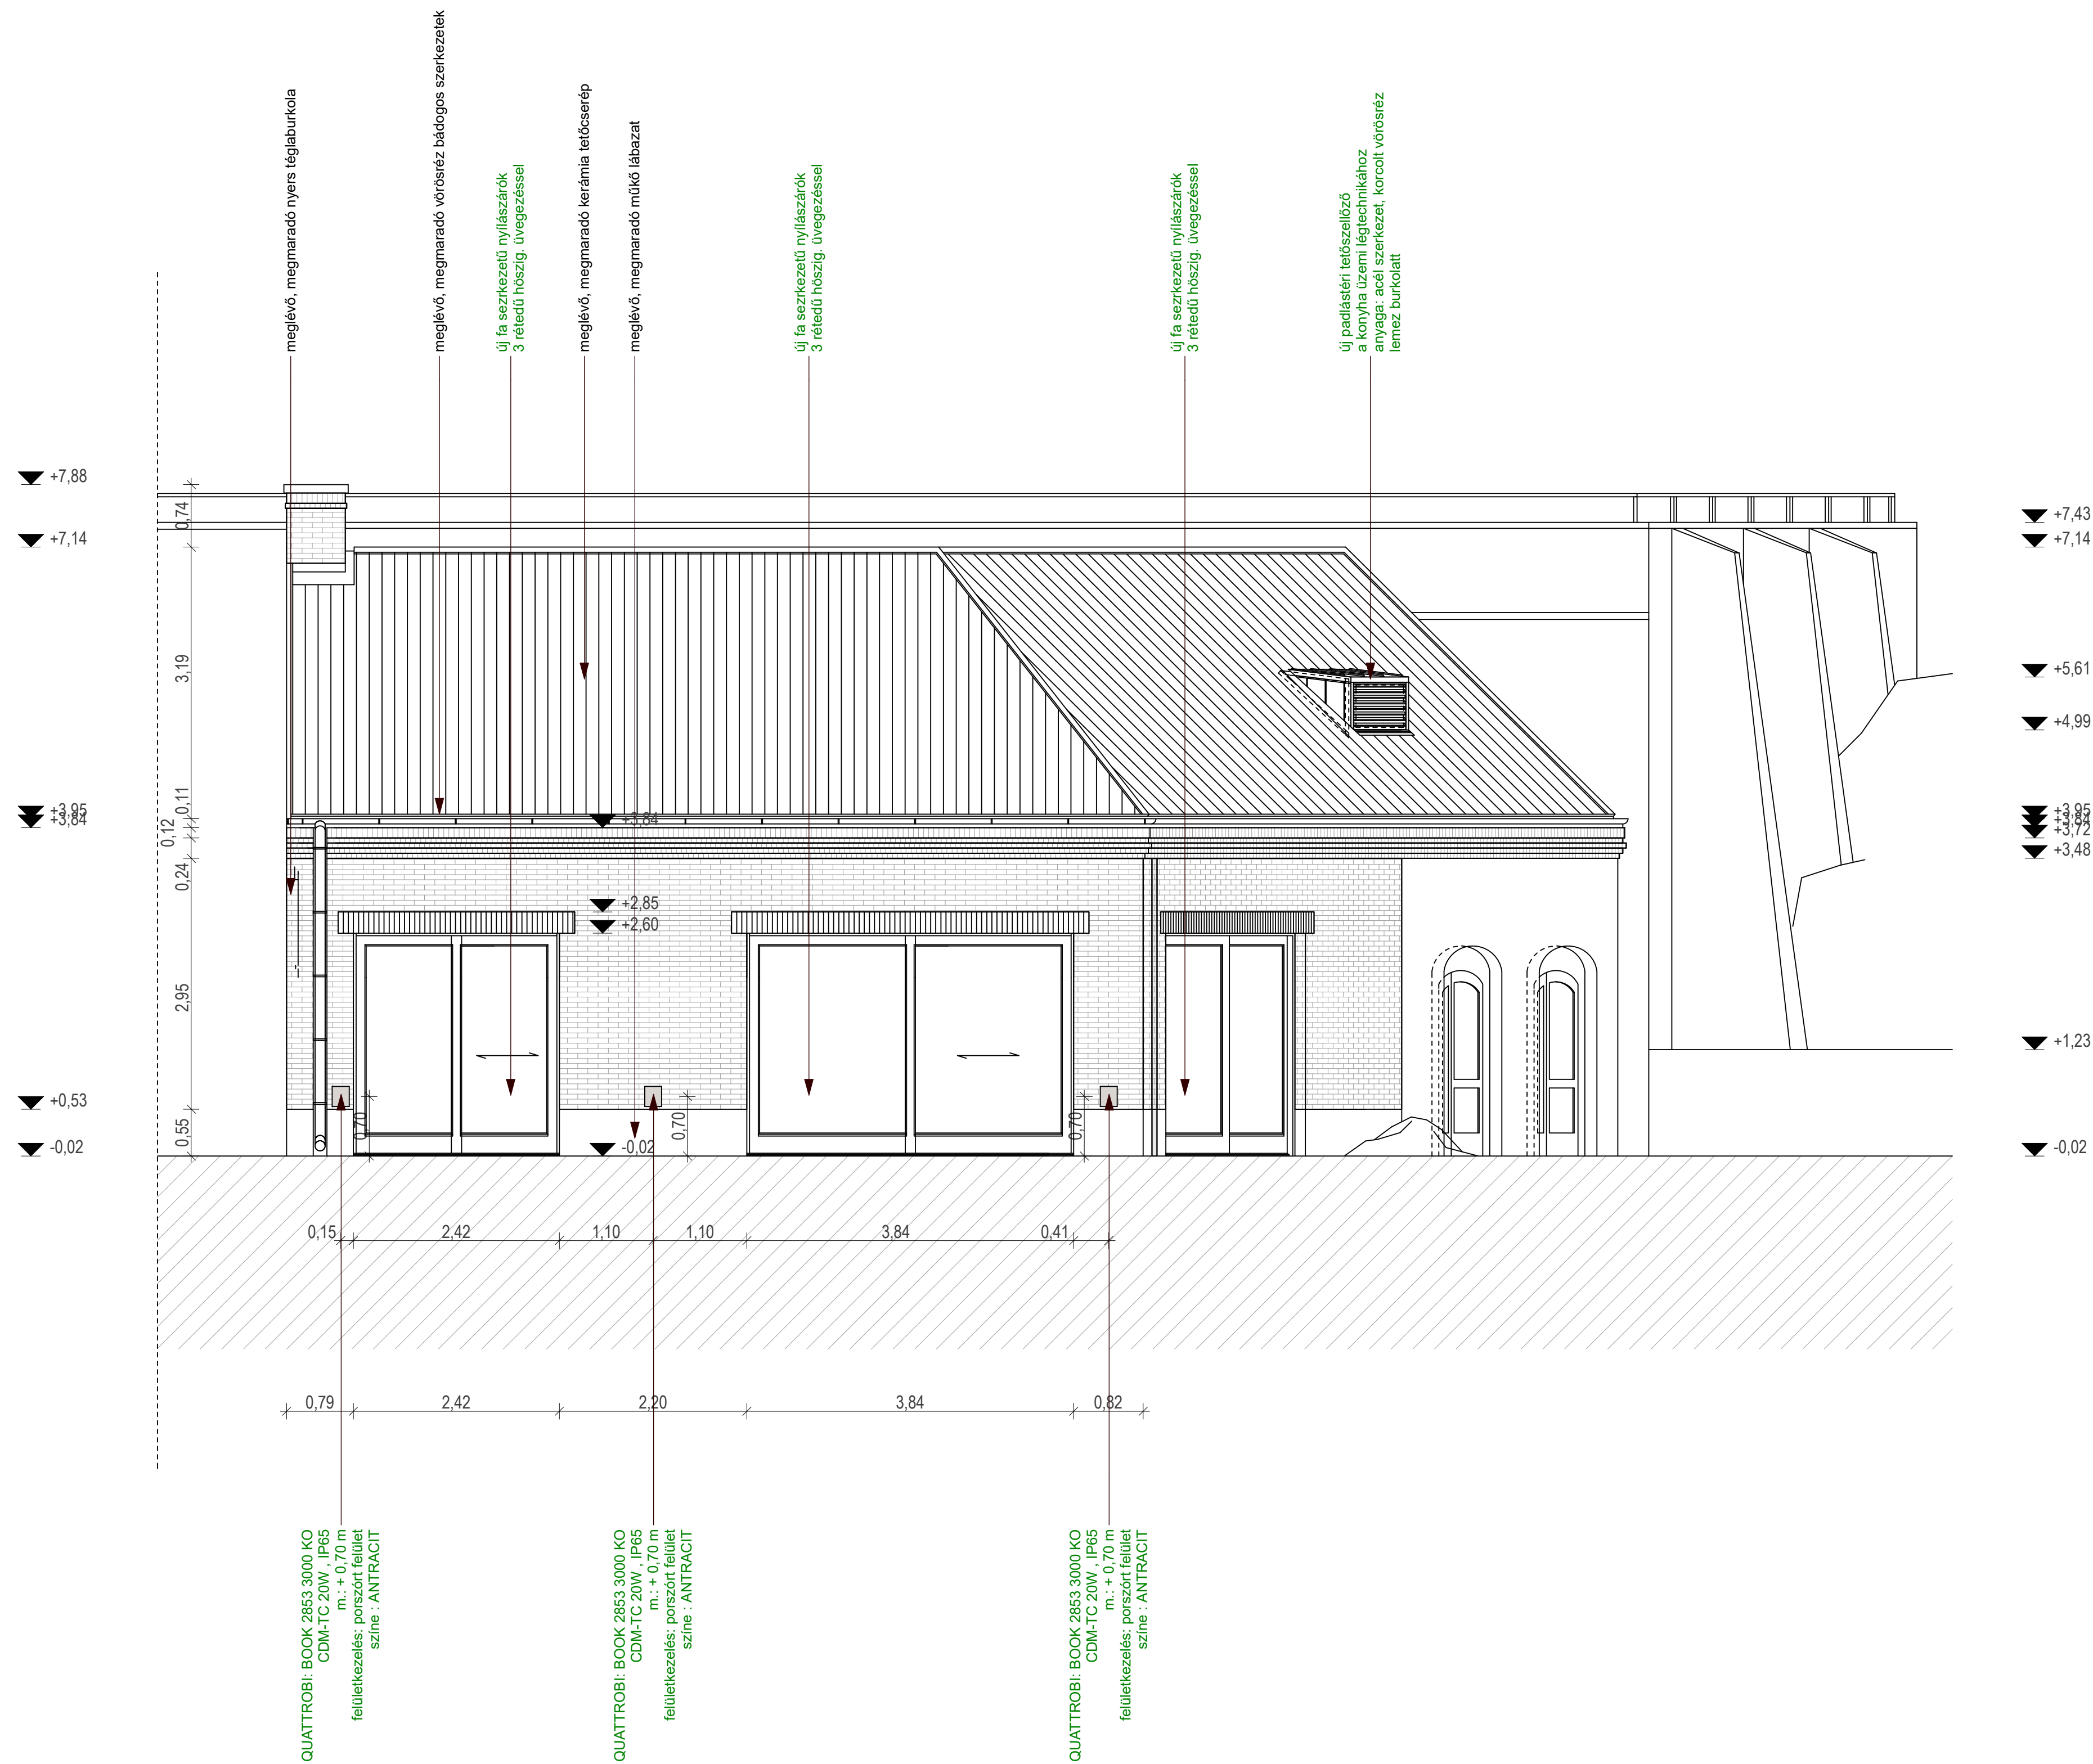 meglévő, megmaradó nyers téglaburkola
meglévő, megmaradó vörösréz bádogos szerkezetek
új fa sezrkezetű nyílászárók
3 rétedű hőszig. üvegezéssel
meglévő, megmaradó kerámia tetőcserép
meglévő, megmaradó műkő lábazat
új fa sezrkezetű nyílászárók
3 rétedű hőszig. üvegezéssel
új fa sezrkezetű nyílászárók
3 rétedű hőszig. üvegezéssel
új padlástéri tetőszellőző
a konyha üzemi légtechnikához
anyaga: acél szerkezet, korcolt vörösréz
lemez burkolatt
+7,88
+7,14
+3,95
+3,84
+0,53
-0,02
0,74
3,19
0,11
0,12
0,24
2,95
0,55
+3,84
+2,85
+2,60
-0,02
0,70
0,70
0,70
+7,43
+7,14
+5,61
+4,99
+3,95
+3,84
+3,72
+3,48
+1,23
-0,02
0,15 2,42 1,10 1,10 3,84 0,41
0,79 2,42 2,20 3,84 0,82
QUATTROBI: BOOK 2853 3000 KO
CDM-TC 20W , IP65
m.: + 0,70 m
felületkezelés: porszórt felület
színe : ANTRACIT
QUATTROBI: BOOK 2853 3000 KO
CDM-TC 20W , IP65
m.: + 0,70 m
felületkezelés: porszórt felület
színe : ANTRACIT
QUATTROBI: BOOK 2853 3000 KO
CDM-TC 20W , IP65
m.: + 0,70 m
felületkezelés: porszórt felület
színe : ANTRACIT